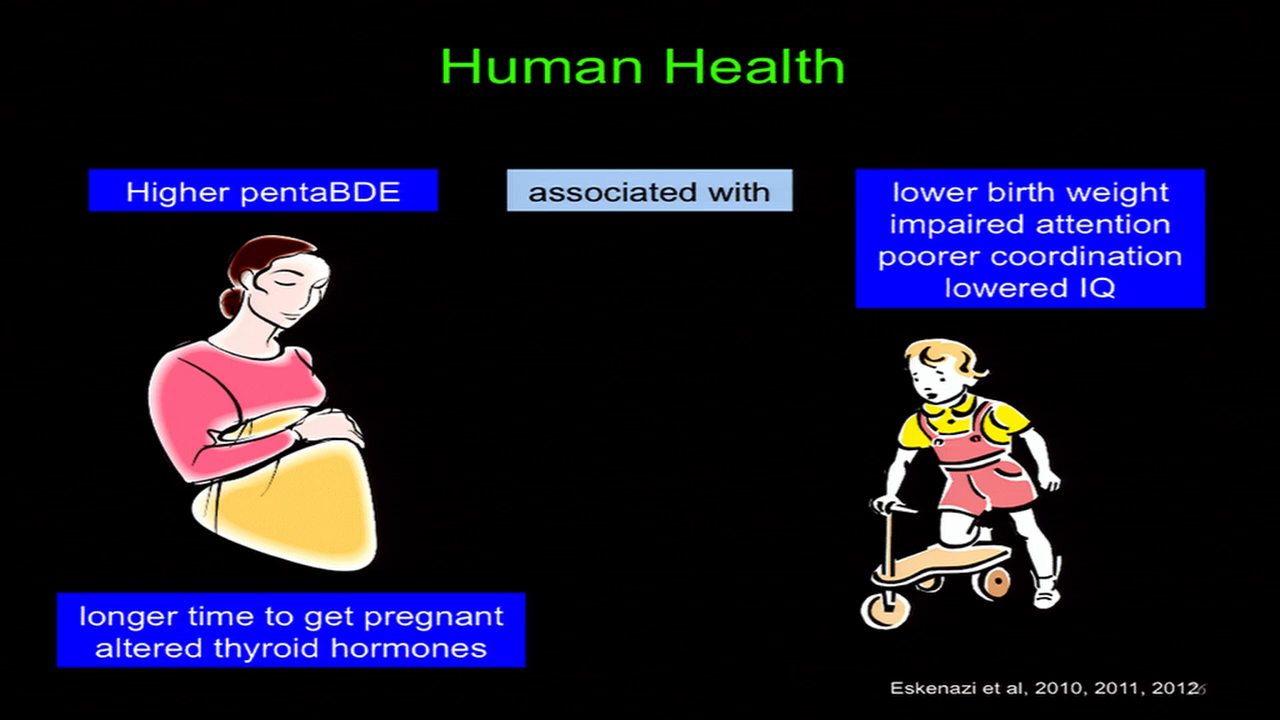 Human Health
Higher pentaBDE
associated with
lower birth weight
impaired attention
poorer coordination
lowered IQ
longer time to get pregnant
altered thyroid hormones
Eskenazi et al, 2010, 2011, 2012